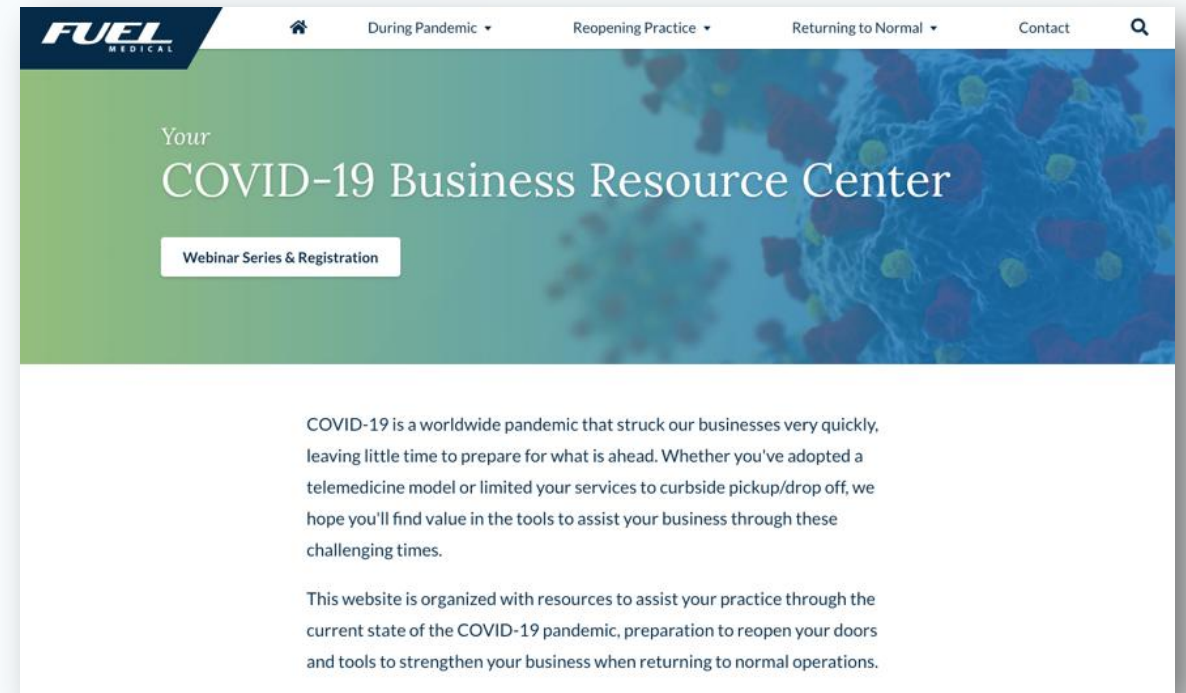 FUEL
MEDICAL
During Pandemic
Reopening Practice
Returning to Normal
Contact
Your
COVID-19 Business Resource Center
Webinar Series & Registration
COVID-19 is a worldwide pandemic that struck our businesses very quickly,
leaving little time to prepare for what is ahead. Whether you've adopted a
telemedicine model or limited your services to curbside pickup/drop off, we
hope you'll find value in the tools to assist your business through these
challenging times.
This website is organized with resources to assist your practice through the
current state of the COVID-19 pandemic, preparation to reopen your doors
and tools to strengthen your business when returning to normal operations.